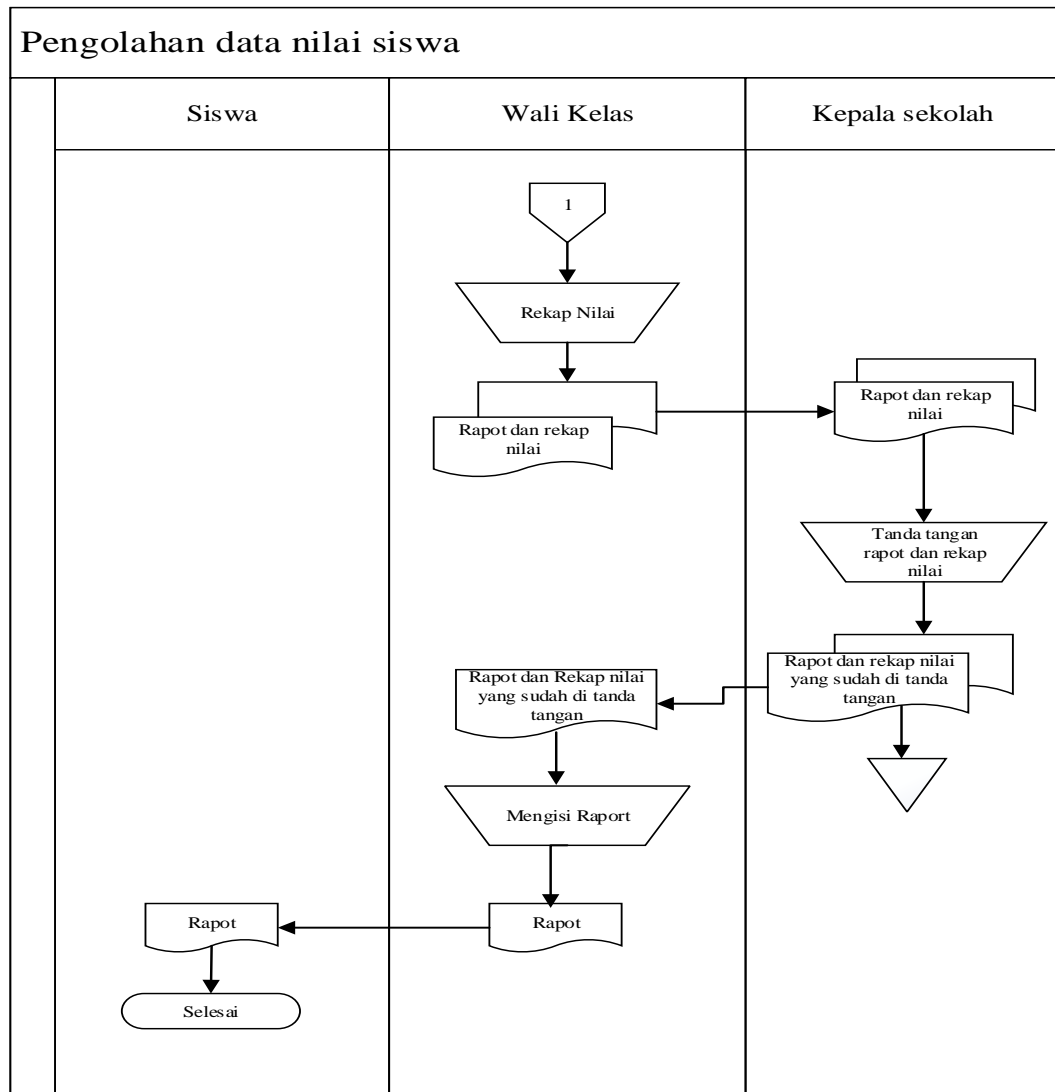 Pengolahan data nilai siswa
Siswa
Wali Kelas
Kepala sekolah
1
Rekap Nilai
Rapot dan rekap
nilai
Rapot dan rekap
nilai
Tanda tangan
rapot dan rekap
nilai
Rapot dan rekap nilai
yang sudah di tanda
tangan
Rapot dan Rekap nilai
yang sudah di tanda
tangan
Mengisi Raport
Rapot
Rapot
Selesai